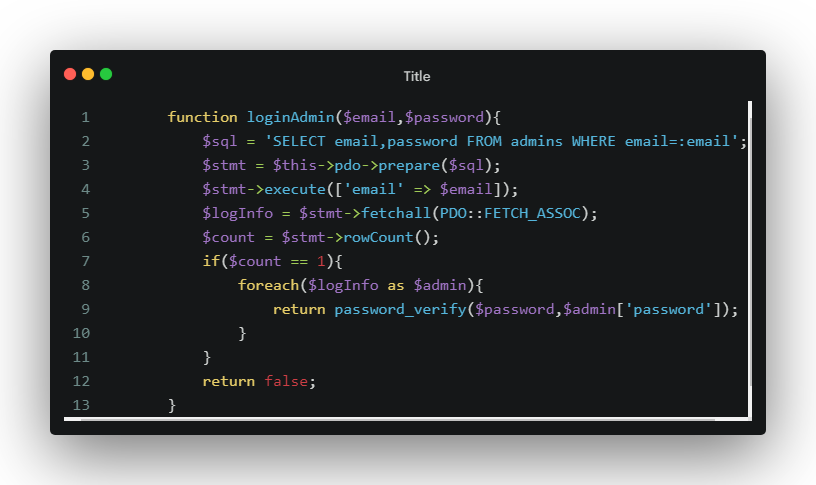 Title
1 function loginAdmin($email,$password){
2 $sql = 'SELECT email,password FROM admins WHERE email=:email';
3 $stmt = $this->pdo->prepare($sql);
4 $stmt->execute(['email' => $email]);
5 $logInfo = $stmt->fetchall(PDO::FETCH_ASSOC);
6 $count = $stmt->rowCount();
7 if($count == 1){
8 foreach($logInfo as $admin){
9 return password_verify($password,$admin['password']);
10 }
11 }
12 return false;
13 }